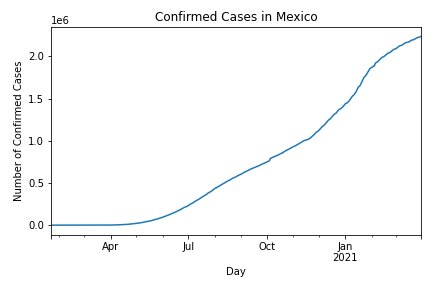 Confirmed Cases in Mexico
1e6
2.0
1.5
1.0
0.5
0.0
Number of Confirmed Cases
Apr
Jul
Oct
Jan
2021
Day